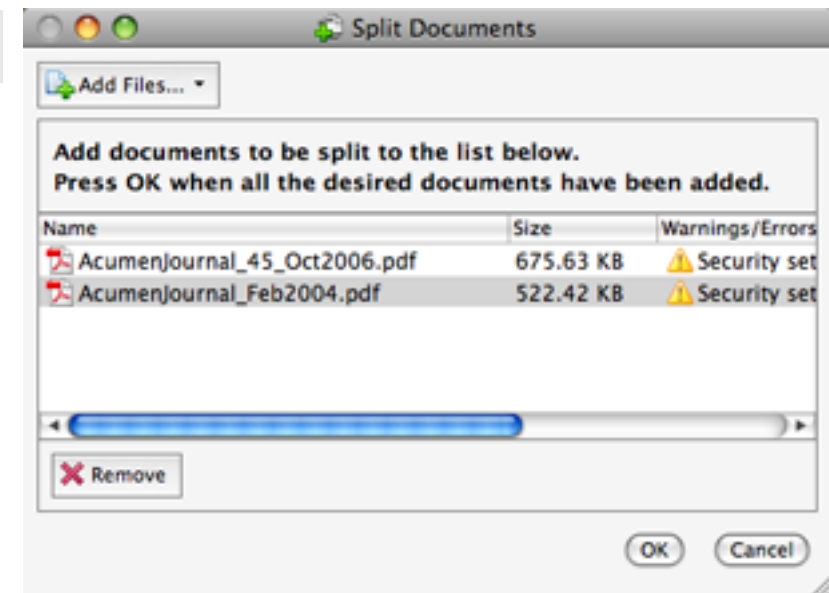 Split Documents
Add Files...
Add documents to be split to the list below.
Press OK when all the desired documents have been added.
Name Size Warnings/Errors
AcumenJournal_45_Oct2006.pdf 675.63 KB Security set
AcumenJournal_Feb2004.pdf 522.42 KB Security set
Remove
OK Cancel